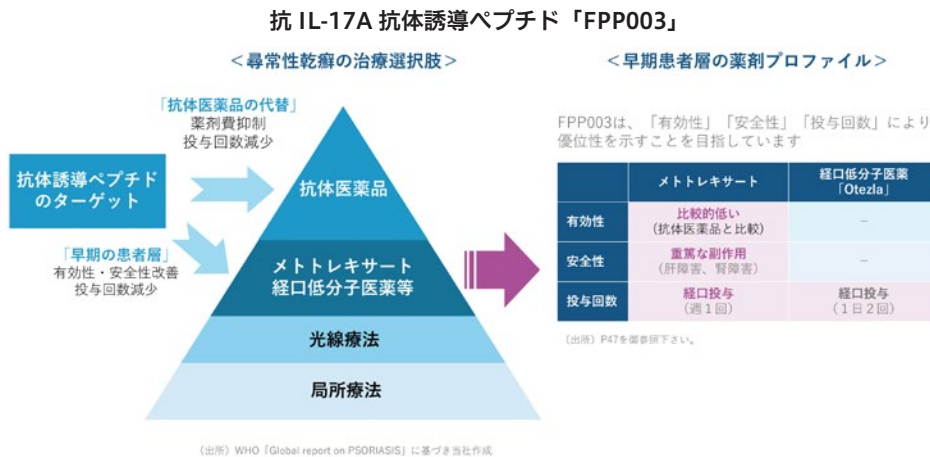 抗 IL-17A 抗体誘導ペプチド「FPP003」
＜尋常性乾癬の治療選択肢＞
「抗体医薬品の代替」
薬剤費抑制
投与回数減少
抗体誘導ペプチド
のターゲット
「早期の患者層」
有効性・安全性改善
投与回数減少
抗体医薬品
メトトレキサート
経口低分子医薬等
光線療法
局所療法
（出所）WHO「Global report on PSORIASIS」に基づき当社作成
＜早期患者層の薬剤プロファイル＞
FPP003は、「有効性」「安全性」「投与回数」により
優位性を示すことを目指しています
メトトレキサート
経口低分子医薬
「Otezla」
有効性
比較的低い
（抗体医薬品と比較）
–
安全性
重篤な副作用
（肝障害、腎障害）
–
投与回数
経口投与
（週１回）
経口投与
（１日２回）
（出所）P47を御参照下さい。